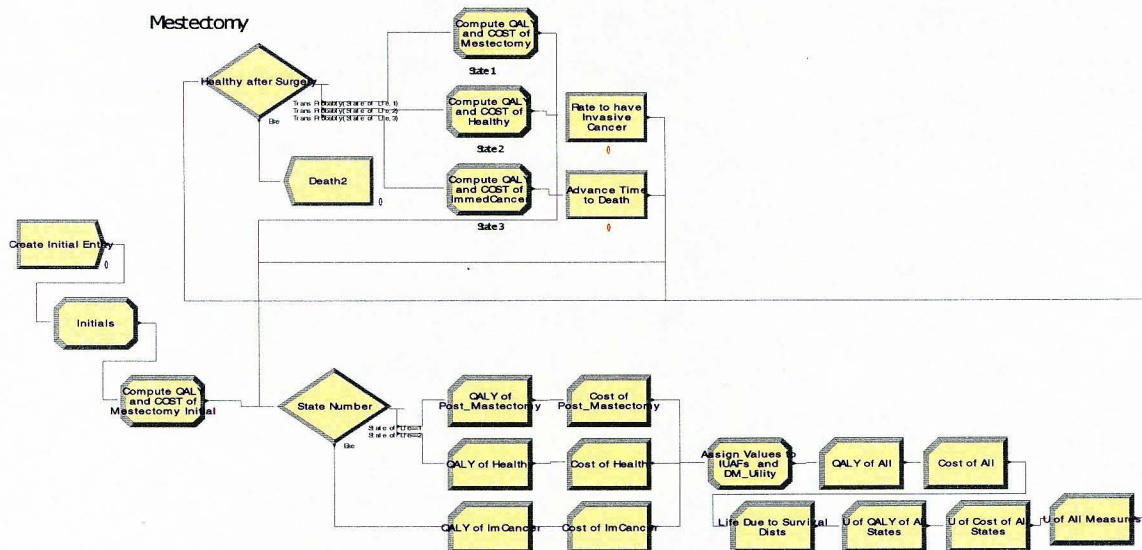 Mestectomy
Compute QALY
and COST of
Mestectomy
State 1
Healthy after Surgery
Trans Probablity(State of Life, 1)
Trans Probablity(State of Life, 2)
Trans Probablity(State of Life, 3)
Else
Compute QALY
and COST of
Healthy
State 2
Rate to have
Invasive
Cancer
0
Death2
0
Compute QALY
and COST of
ImmedCancer
State 3
Advance Time
to Death
0
Create Initial Entry
0
Initials
Compute QALY
and COST of
Mestectomy Initial
State Number
State of Life==1
State of Life==2
Else
QALY of
Post_Mastectomy
Cost of
Post_Mastectomy
QALY of Health
Cost of Health
QALY of ImCancer
Cost of ImCancer
Assign Values to
IUAFs and
DM_Uility
QALY of All
Cost of All
Life Due to Survival
Dists
U of QALY of All
States
U of Cost of All
States
U of All Measures